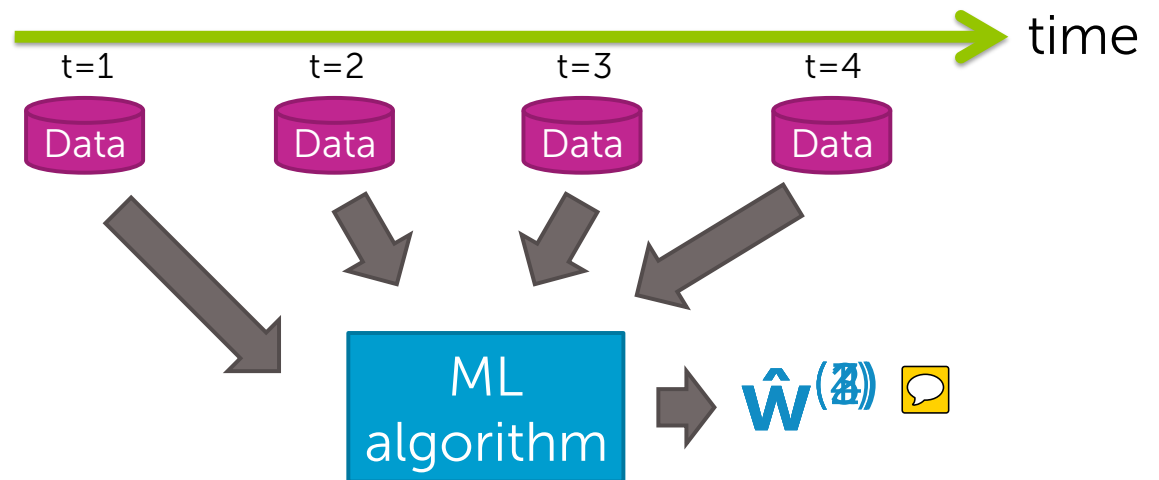 time
t=1 t=2 t=3 t=4
Data Data Data Data
ML
algorithm
ŵ